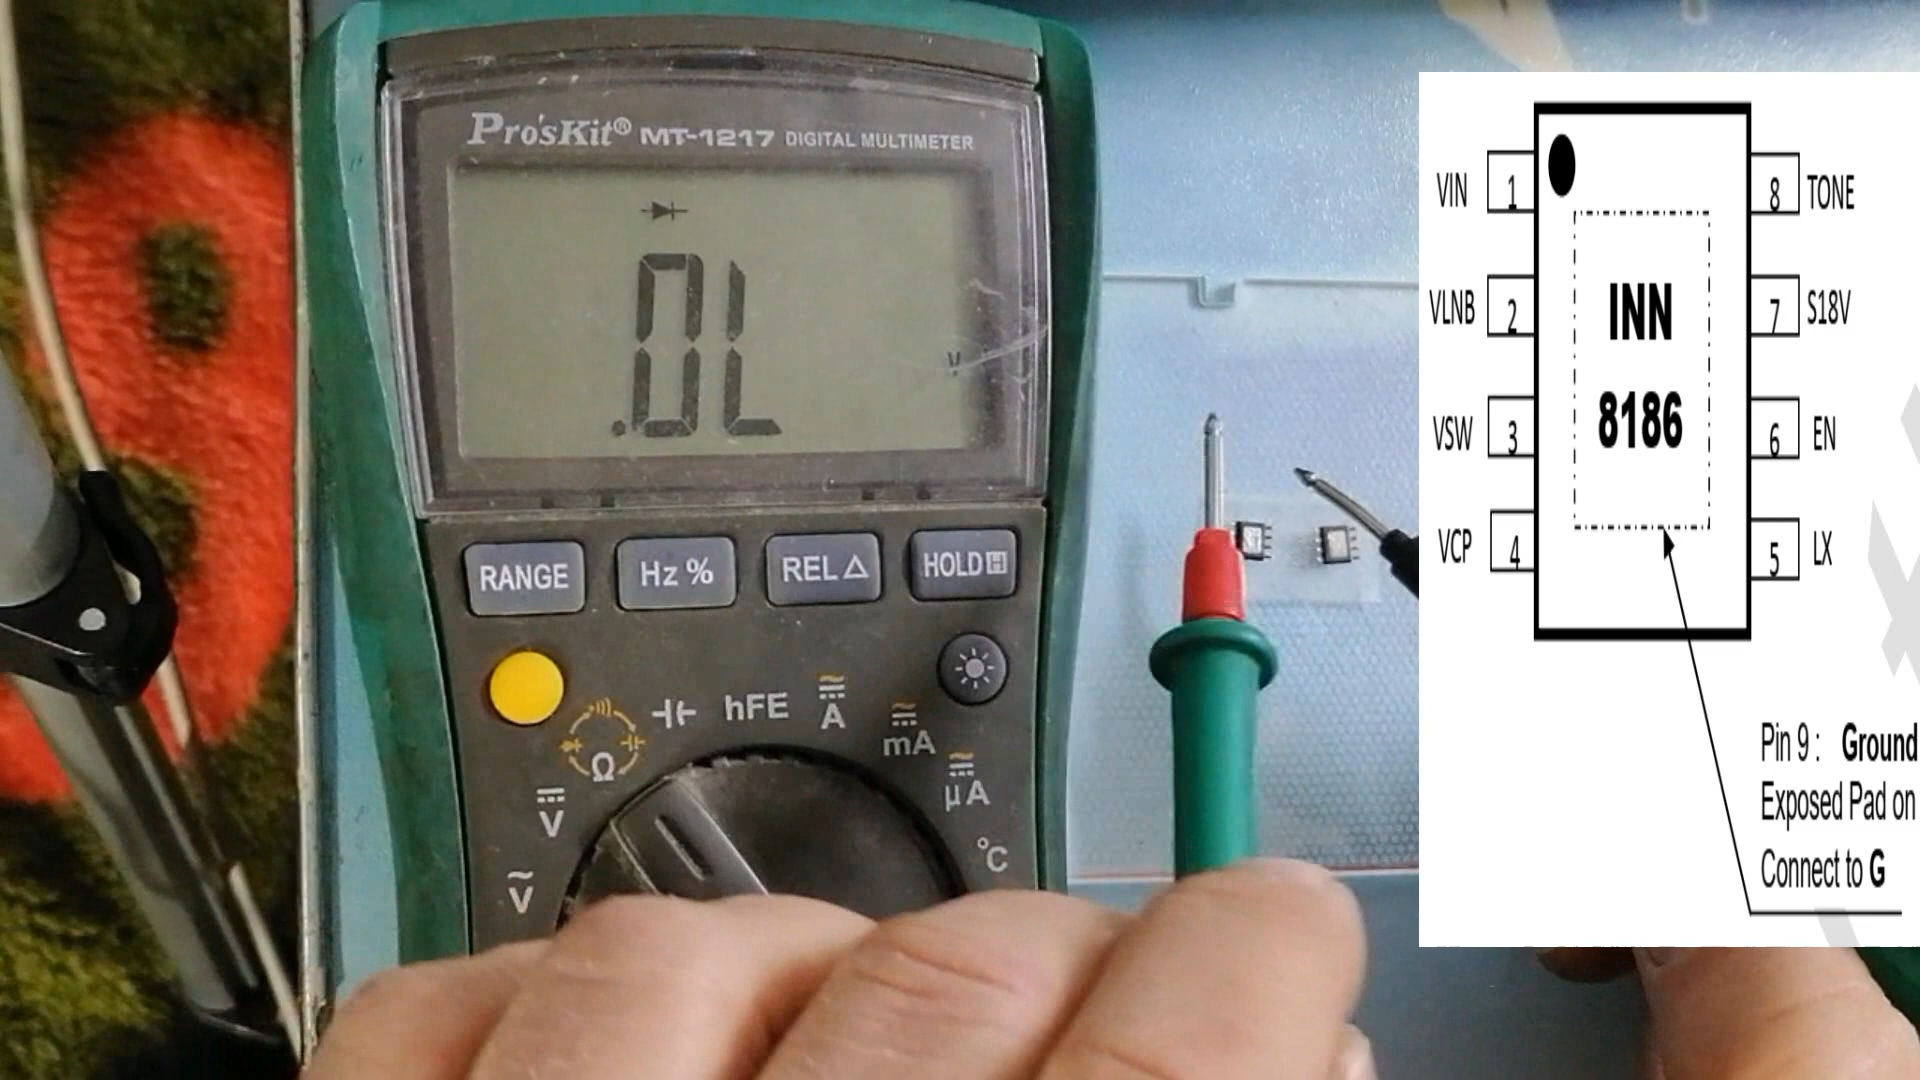 Pro'sKit® MT-1217 DIGITAL MULTIMETER
.0L
V
RANGE
Hz %
REL △
HOLD H
hFE
A
mA
µA
°C
Ω
V
V
VIN 1
VLNB 2
VSW 3
VCP 4
8 TONE
7 S18V
6 EN
5 LX
INN
8186
Pin 9 : Ground
Exposed Pad on
Connect to G